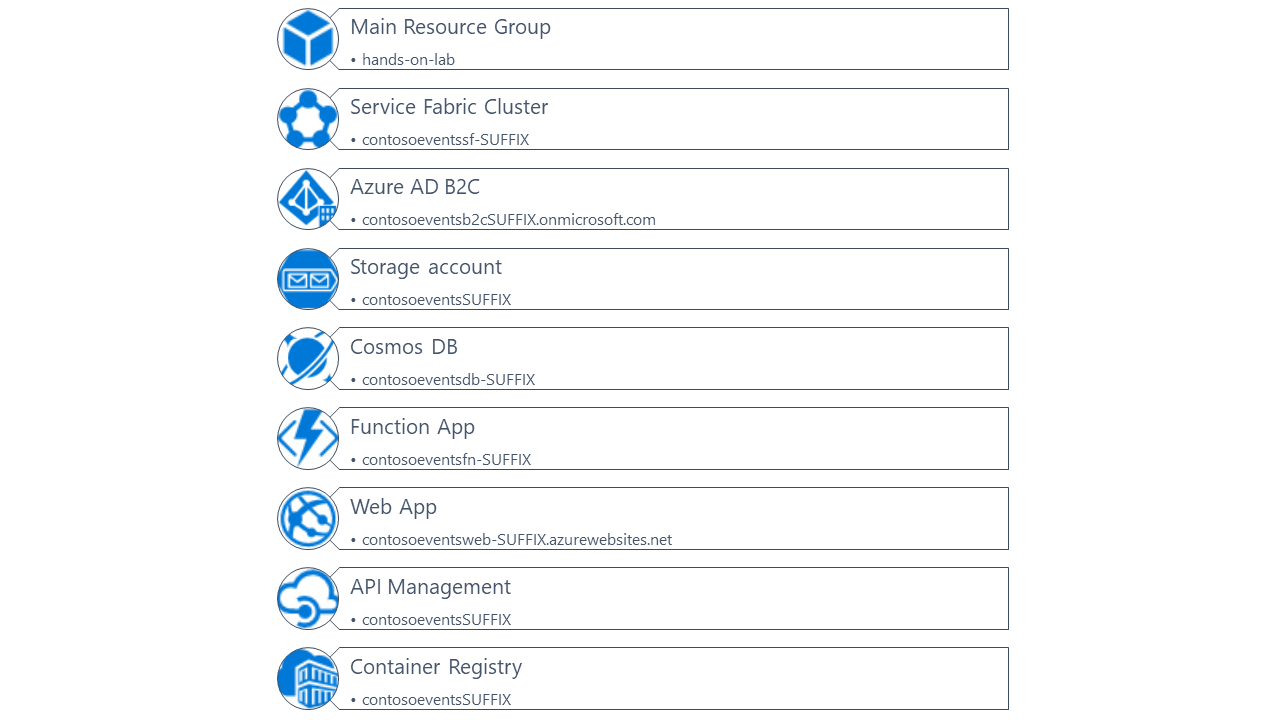 Main Resource Group
• hands-on-lab
Service Fabric Cluster
• contosoeventssf-SUFFIX
Azure AD B2C
• contosoeventsb2cSUFFIX.onmicrosoft.com
Storage account
• contosoeventsSUFFIX
Cosmos DB
• contosoeventsdb-SUFFIX
Function App
• contosoeventsfn-SUFFIX
Web App
• contosoeventsweb-SUFFIX.azurewebsites.net
API Management
• contosoeventsSUFFIX
Container Registry
• contosoeventsSUFFIX